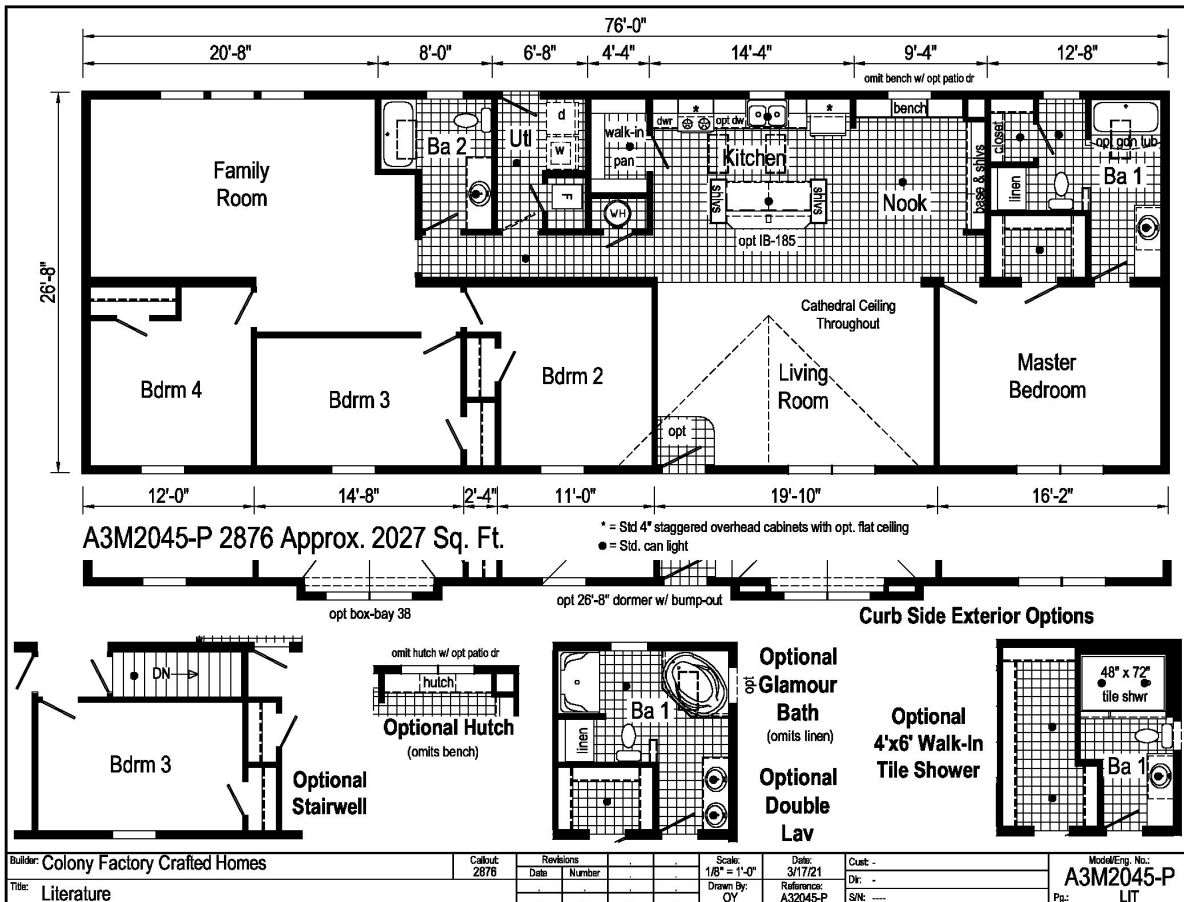 76'-0"
20'-8"
8'-0"
6'-8"
4'-4"
14'-4"
9'-4"
12'-8"
omit bench w/ opt patio dr
26'-8"
Family
Room
Ba 2
Utl
d
w
F
walk-in
pan
WH
dwr
*
opt dw
*
Kitchen
shlvs
shlvs
opt IB-185
bench
Nook
base & shlvs
closet
linen
opt gdn tub
Ba 1
Bdrm 4
Bdrm 3
Bdrm 2
Cathedral Ceiling
Throughout
Living
Room
opt
Master
Bedroom
12'-0"
14'-8"
2'-4"
11'-0"
19'-10"
16'-2"
A3M2045-P 2876 Approx. 2027 Sq. Ft.
* = Std 4" staggered overhead cabinets with opt. flat ceiling
● = Std. can light
opt box-bay 38
opt 26'-8" dormer w/ bump-out
Curb Side Exterior Options
DN
Bdrm 3
Optional
Stairwell
omit hutch w/ opt patio dr
hutch
Optional Hutch
(omits bench)
linen
Ba 1
opt
Optional
Glamour
Bath
(omits linen)
Optional
Double
Lav
Optional
4'x6' Walk-In
Tile Shower
48" x 72"
tile shwr
Ba 1
Builder: Colony Factory Crafted Homes
Title: Literature
Callout:
2876
Revisions
Date Number
Scale:
1/8" = 1'-0"
Drawn By:
OY
Date:
3/17/21
Reference:
A32045-P
Cust: -
Dir: -
S/N: ----
Model/Eng. No.:
A3M2045-P
Pg.: LIT